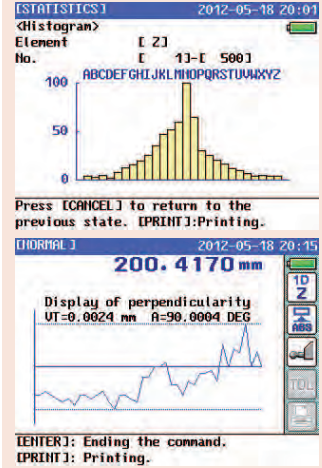 [STATISTICS] 2012-05-18 20:01
<Histogram>
Element [ Z]
No. [ 1]-[ 500]
ABCDEFGHIJKLMNOPQRSTUVWXYZ
100
50
0
Press [CANCEL] to return to the
previous state. [PRINT]:Printing.
[NORMAL] 2012-05-18 20:15
200.4170 mm
1D
Z
Display of perpendicularity
VT=0.0024 mm A=90.0004 DEG
ABS
TOL
[ENTER]: Ending the command.
[PRINT]: Printing.